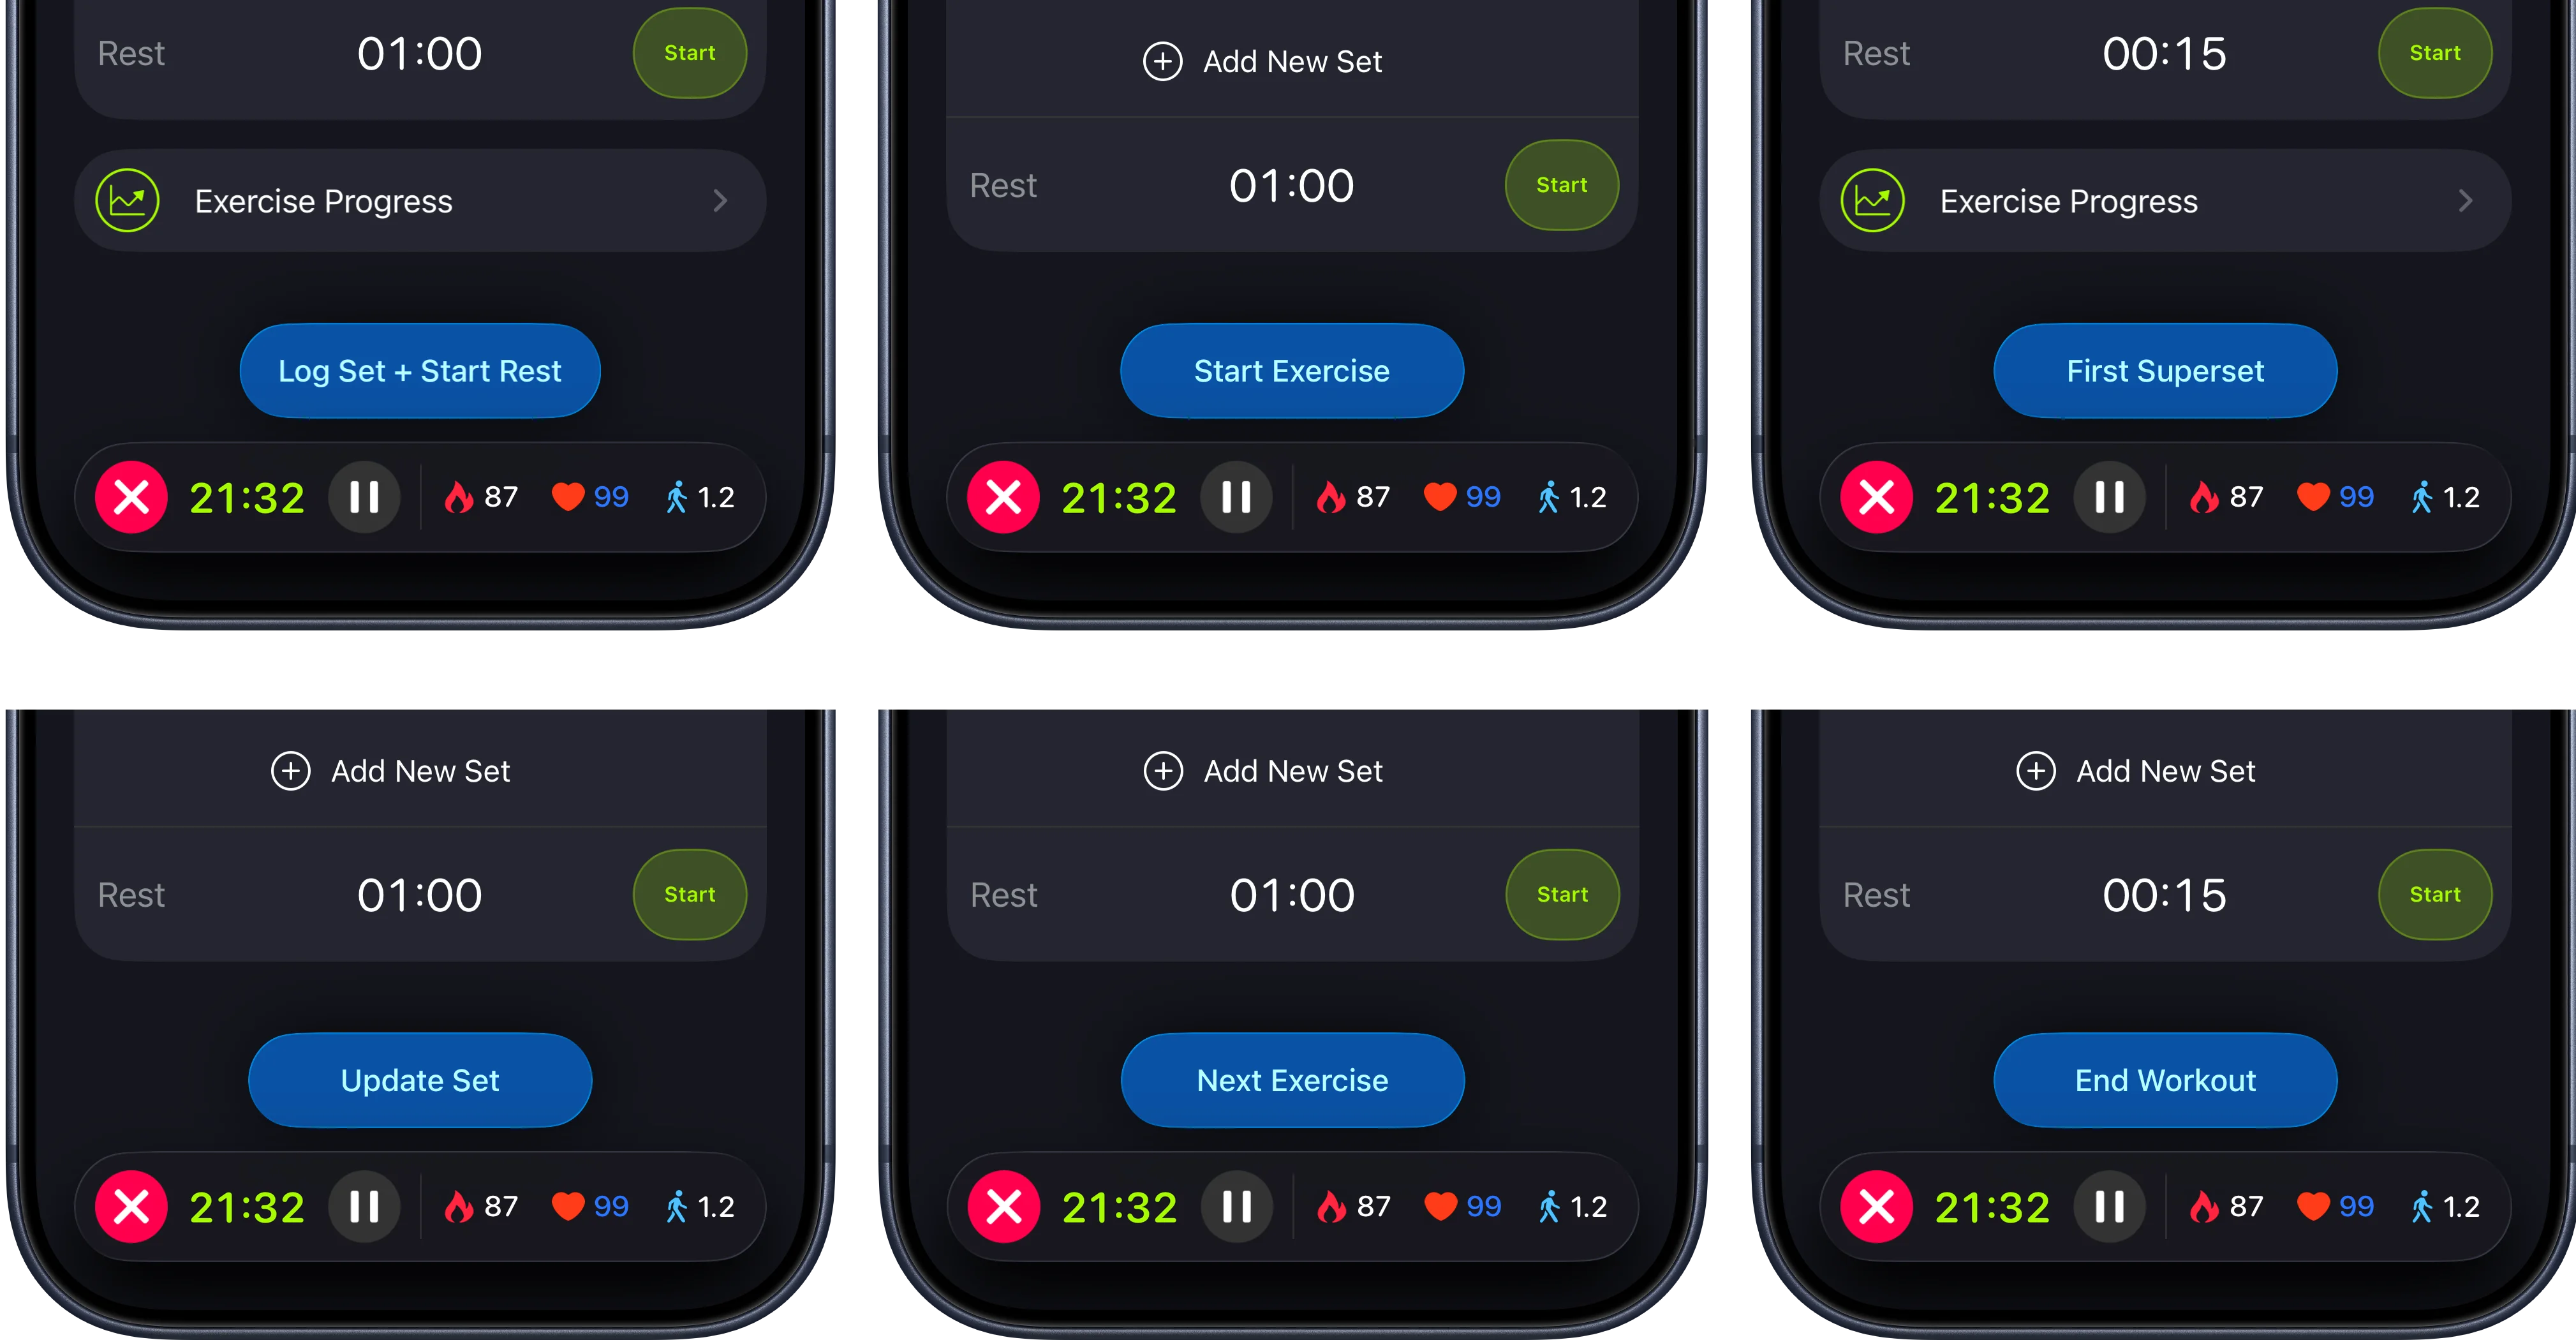 Rest 01:00 Start
Exercise Progress
Log Set + Start Rest
21:32 87 99 1.2
Add New Set
Rest 01:00 Start
Start Exercise
21:32 87 99 1.2
Rest 00:15 Start
Exercise Progress
First Superset
21:32 87 99 1.2
Add New Set
Rest 01:00 Start
Update Set
21:32 87 99 1.2
Add New Set
Rest 01:00 Start
Next Exercise
21:32 87 99 1.2
Add New Set
Rest 00:15 Start
End Workout
21:32 87 99 1.2